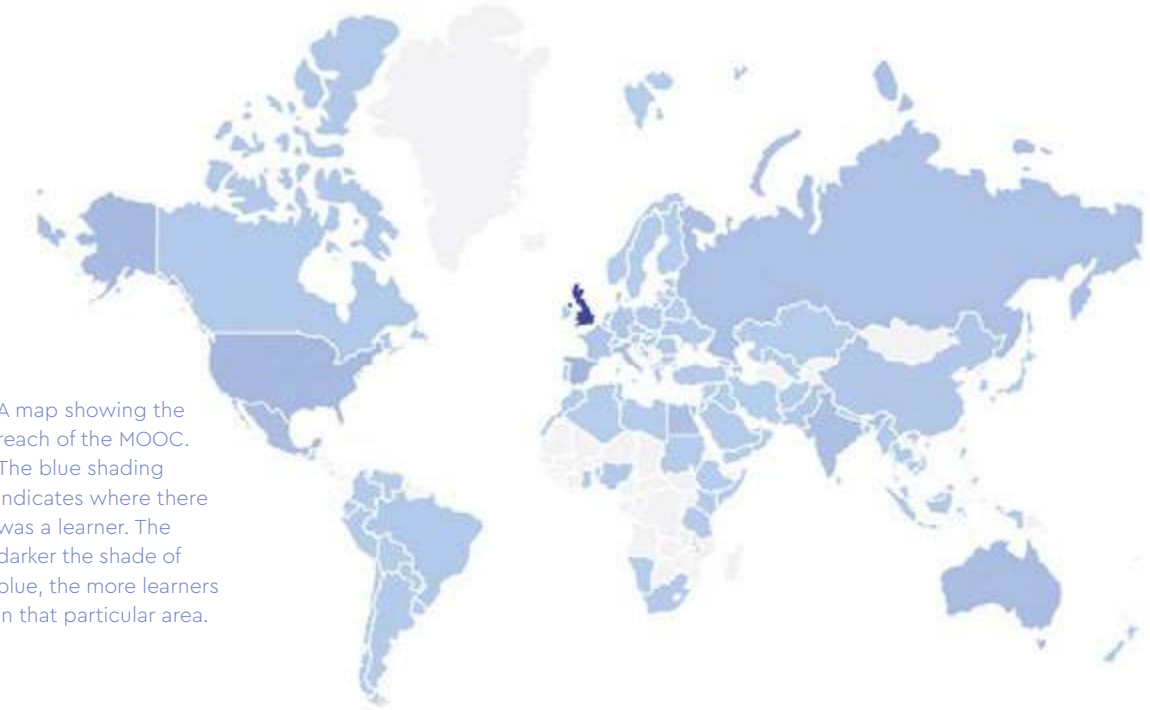 A map showing the
reach of the MOOC.
The blue shading
indicates where there
was a learner. The
darker the shade of
blue, the more learners
in that particular area.